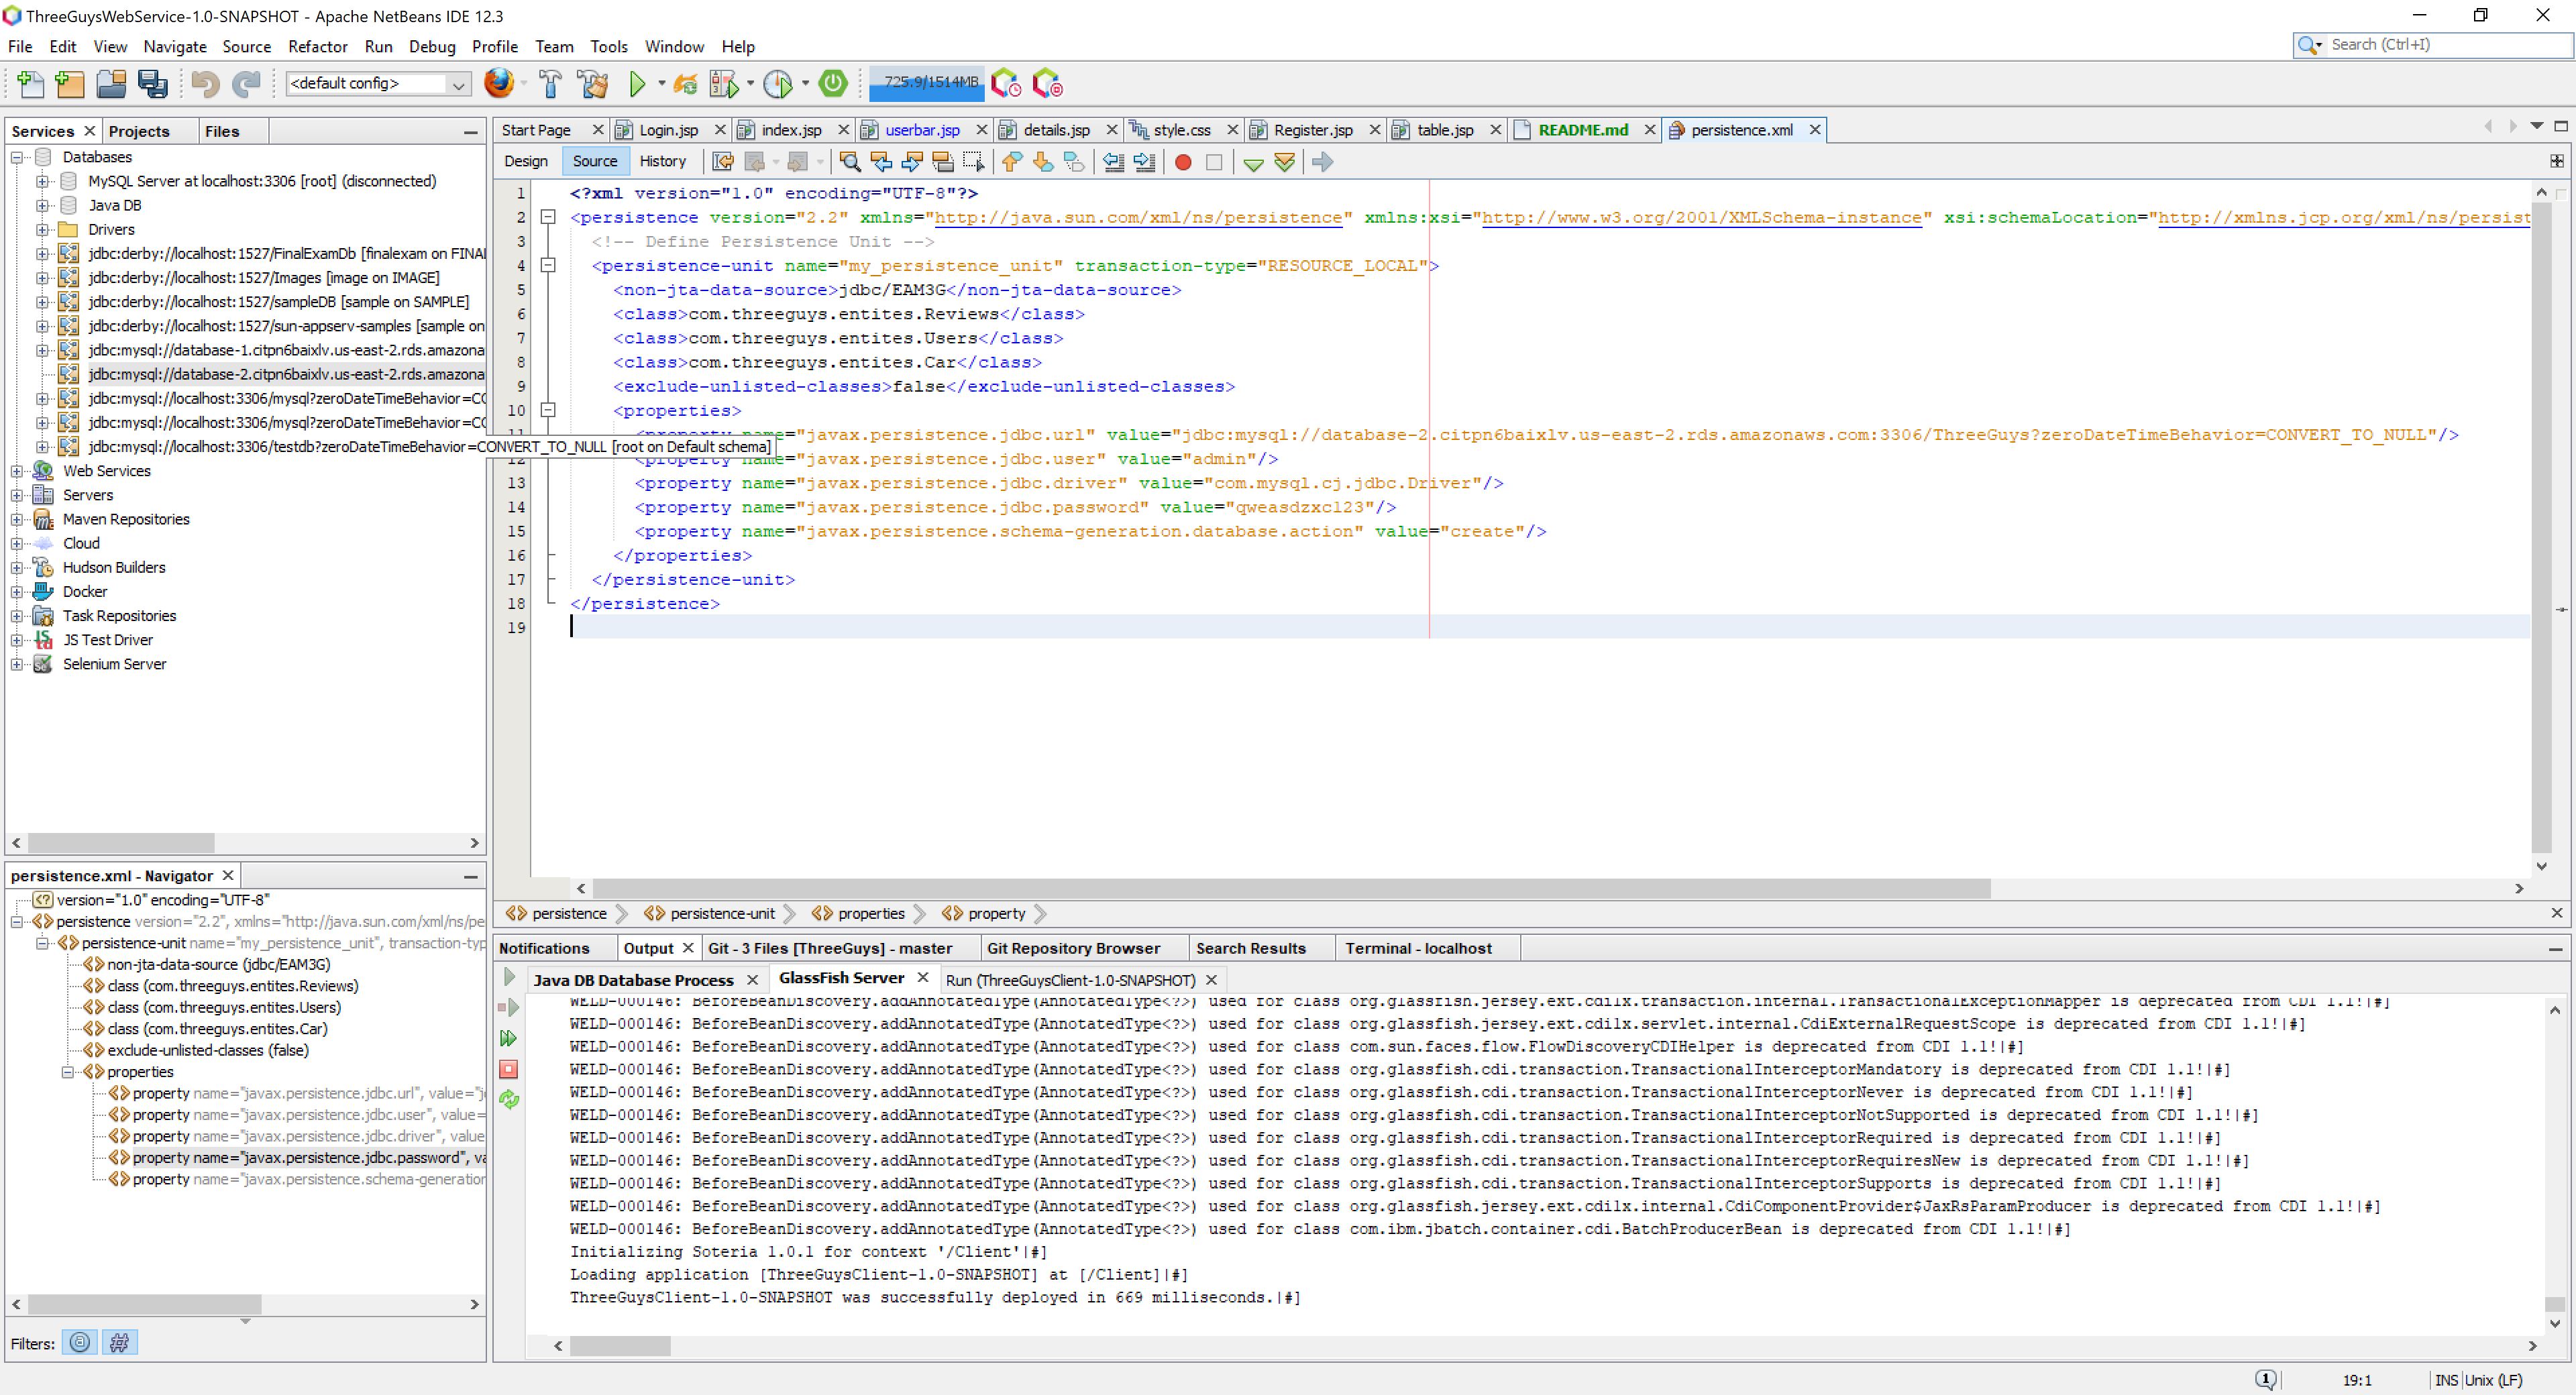 ThreeGuysWebService-1.0-SNAPSHOT - Apache NetBeans IDE 12.3
File Edit View Navigate Source Refactor Run Debug Profile Team Tools Window Help
Search (Ctrl+I)
<default config>
725.9/1514MB
Services Projects Files
Databases
MySQL Server at localhost:3306 [root] (disconnected)
Java DB
Drivers
jdbc:derby://localhost:1527/FinalExamDb [finalexam on FINAL
jdbc:derby://localhost:1527/Images [image on IMAGE]
jdbc:derby://localhost:1527/sampleDB [sample on SAMPLE]
jdbc:derby://localhost:1527/sun-appserv-samples [sample on
jdbc:mysql://database-1.citpn6baixlv.us-east-2.rds.amazona
jdbc:mysql://database-2.citpn6baixlv.us-east-2.rds.amazona
jdbc:mysql://localhost:3306/mysql?zeroDateTimeBehavior=CO
jdbc:mysql://localhost:3306/mysql?zeroDateTimeBehavior=CO
jdbc:mysql://localhost:3306/testdb?zeroDateTimeBehavior=CONVERT_TO_NULL [root on Default schema]
Web Services
Servers
Maven Repositories
Cloud
Hudson Builders
Docker
Task Repositories
JS Test Driver
Selenium Server
Start Page Login.jsp index.jsp userbar.jsp details.jsp style.css Register.jsp table.jsp README.md persistence.xml
Design Source History
1 <?xml version="1.0" encoding="UTF-8"?>
2 <persistence version="2.2" xmlns="http://java.sun.com/xml/ns/persistence" xmlns:xsi="http://www.w3.org/2001/XMLSchema-instance" xsi:schemaLocation="http://xmlns.jcp.org/xml/ns/persist
3 <!-- Define Persistence Unit -->
4 <persistence-unit name="my_persistence_unit" transaction-type="RESOURCE_LOCAL">
5 <non-jta-data-source>jdbc/EAM3G</non-jta-data-source>
6 <class>com.threeguys.entites.Reviews</class>
7 <class>com.threeguys.entites.Users</class>
8 <class>com.threeguys.entites.Car</class>
9 <exclude-unlisted-classes>false</exclude-unlisted-classes>
10 <properties>
11 <property name="javax.persistence.jdbc.url" value="jdbc:mysql://database-2.citpn6baixlv.us-east-2.rds.amazonaws.com:3306/ThreeGuys?zeroDateTimeBehavior=CONVERT_TO_NULL"/>
12 <property name="javax.persistence.jdbc.user" value="admin"/>
13 <property name="javax.persistence.jdbc.driver" value="com.mysql.cj.jdbc.Driver"/>
14 <property name="javax.persistence.jdbc.password" value="qweasdzxc123"/>
15 <property name="javax.persistence.schema-generation.database.action" value="create"/>
16 </properties>
17 </persistence-unit>
18 </persistence>
19
persistence persistence-unit properties property
persistence.xml - Navigator
version="1.0" encoding="UTF-8"
persistence version="2.2", xmlns="http://java.sun.com/xml/ns/pe
persistence-unit name="my_persistence_unit", transaction-typ
non-jta-data-source (jdbc/EAM3G)
class (com.threeguys.entites.Reviews)
class (com.threeguys.entites.Users)
class (com.threeguys.entites.Car)
exclude-unlisted-classes (false)
properties
property name="javax.persistence.jdbc.url", value="j
property name="javax.persistence.jdbc.user", value=
property name="javax.persistence.jdbc.driver", value
property name="javax.persistence.jdbc.password", va
property name="javax.persistence.schema-generation
Filters:
Notifications Output Git - 3 Files [ThreeGuys] - master Git Repository Browser Search Results Terminal - localhost
Java DB Database Process GlassFish Server Run (ThreeGuysClient-1.0-SNAPSHOT)
WELD-000146: BeforeBeanDiscovery.addAnnotatedType(AnnotatedType<?>) used for class org.glassfish.jersey.ext.cdi1x.transaction.internal.TransactionalExceptionMapper is deprecated from CDI 1.1!|#]
WELD-000146: BeforeBeanDiscovery.addAnnotatedType(AnnotatedType<?>) used for class org.glassfish.jersey.ext.cdi1x.servlet.internal.CdiExternalRequestScope is deprecated from CDI 1.1!|#]
WELD-000146: BeforeBeanDiscovery.addAnnotatedType(AnnotatedType<?>) used for class com.sun.faces.flow.FlowDiscoveryCDIHelper is deprecated from CDI 1.1!|#]
WELD-000146: BeforeBeanDiscovery.addAnnotatedType(AnnotatedType<?>) used for class org.glassfish.cdi.transaction.TransactionalInterceptorMandatory is deprecated from CDI 1.1!|#]
WELD-000146: BeforeBeanDiscovery.addAnnotatedType(AnnotatedType<?>) used for class org.glassfish.cdi.transaction.TransactionalInterceptorNever is deprecated from CDI 1.1!|#]
WELD-000146: BeforeBeanDiscovery.addAnnotatedType(AnnotatedType<?>) used for class org.glassfish.cdi.transaction.TransactionalInterceptorNotSupported is deprecated from CDI 1.1!|#]
WELD-000146: BeforeBeanDiscovery.addAnnotatedType(AnnotatedType<?>) used for class org.glassfish.cdi.transaction.TransactionalInterceptorRequired is deprecated from CDI 1.1!|#]
WELD-000146: BeforeBeanDiscovery.addAnnotatedType(AnnotatedType<?>) used for class org.glassfish.cdi.transaction.TransactionalInterceptorRequiresNew is deprecated from CDI 1.1!|#]
WELD-000146: BeforeBeanDiscovery.addAnnotatedType(AnnotatedType<?>) used for class org.glassfish.cdi.transaction.TransactionalInterceptorSupports is deprecated from CDI 1.1!|#]
WELD-000146: BeforeBeanDiscovery.addAnnotatedType(AnnotatedType<?>) used for class org.glassfish.jersey.ext.cdi1x.internal.CdiComponentProvider$JaxRsParamProducer is deprecated from CDI 1.1!|#]
WELD-000146: BeforeBeanDiscovery.addAnnotatedType(AnnotatedType<?>) used for class com.ibm.jbatch.container.cdi.BatchProducerBean is deprecated from CDI 1.1!|#]
Initializing Soteria 1.0.1 for context '/Client'|#]
Loading application [ThreeGuysClient-1.0-SNAPSHOT] at [/Client]|#]
ThreeGuysClient-1.0-SNAPSHOT was successfully deployed in 669 milliseconds.|#]
1 19:1 INS Unix (LF)